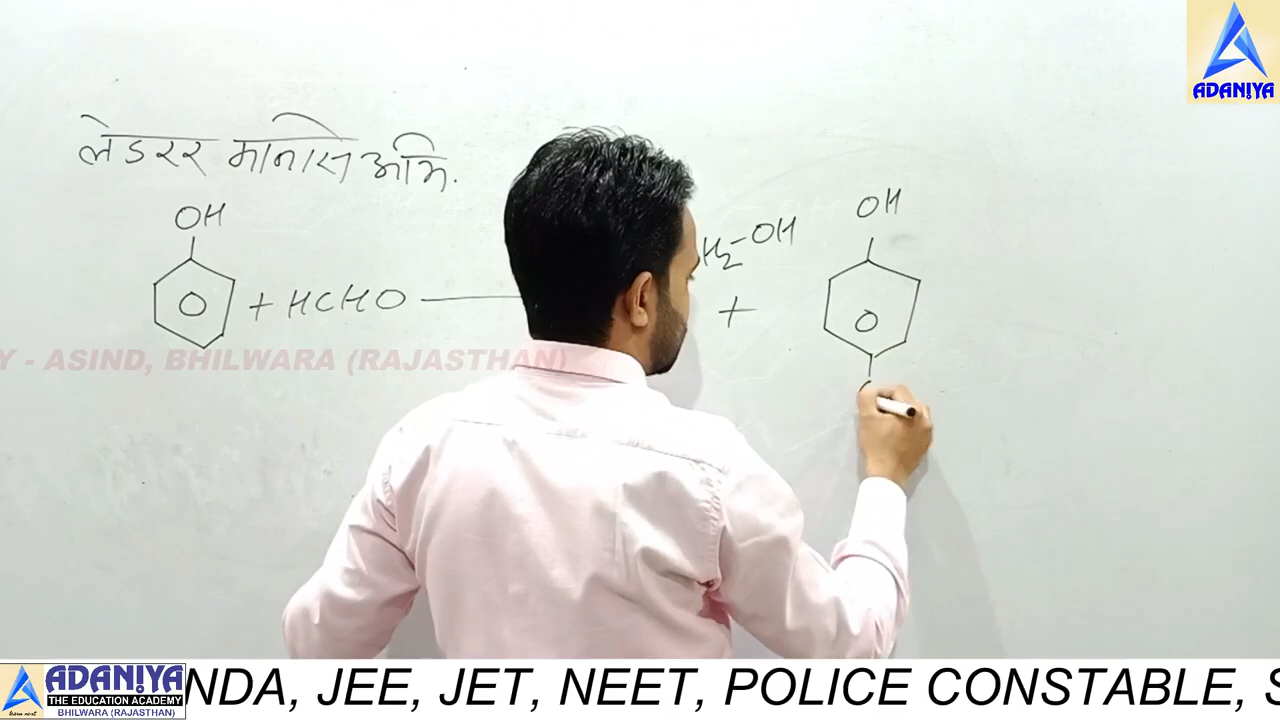 ADANiYA
लेडरर मानासे अभि.
OH
+ HCHO
H2-OH
+
OH
Y - ASIND, BHILWARA (RAJASTHAN)
NDA, JEE, JET, NEET, POLICE CONSTABLE, S
ADANiYA
THE EDUCATION ACADEMY
BHILWARA (RAJASTHAN)